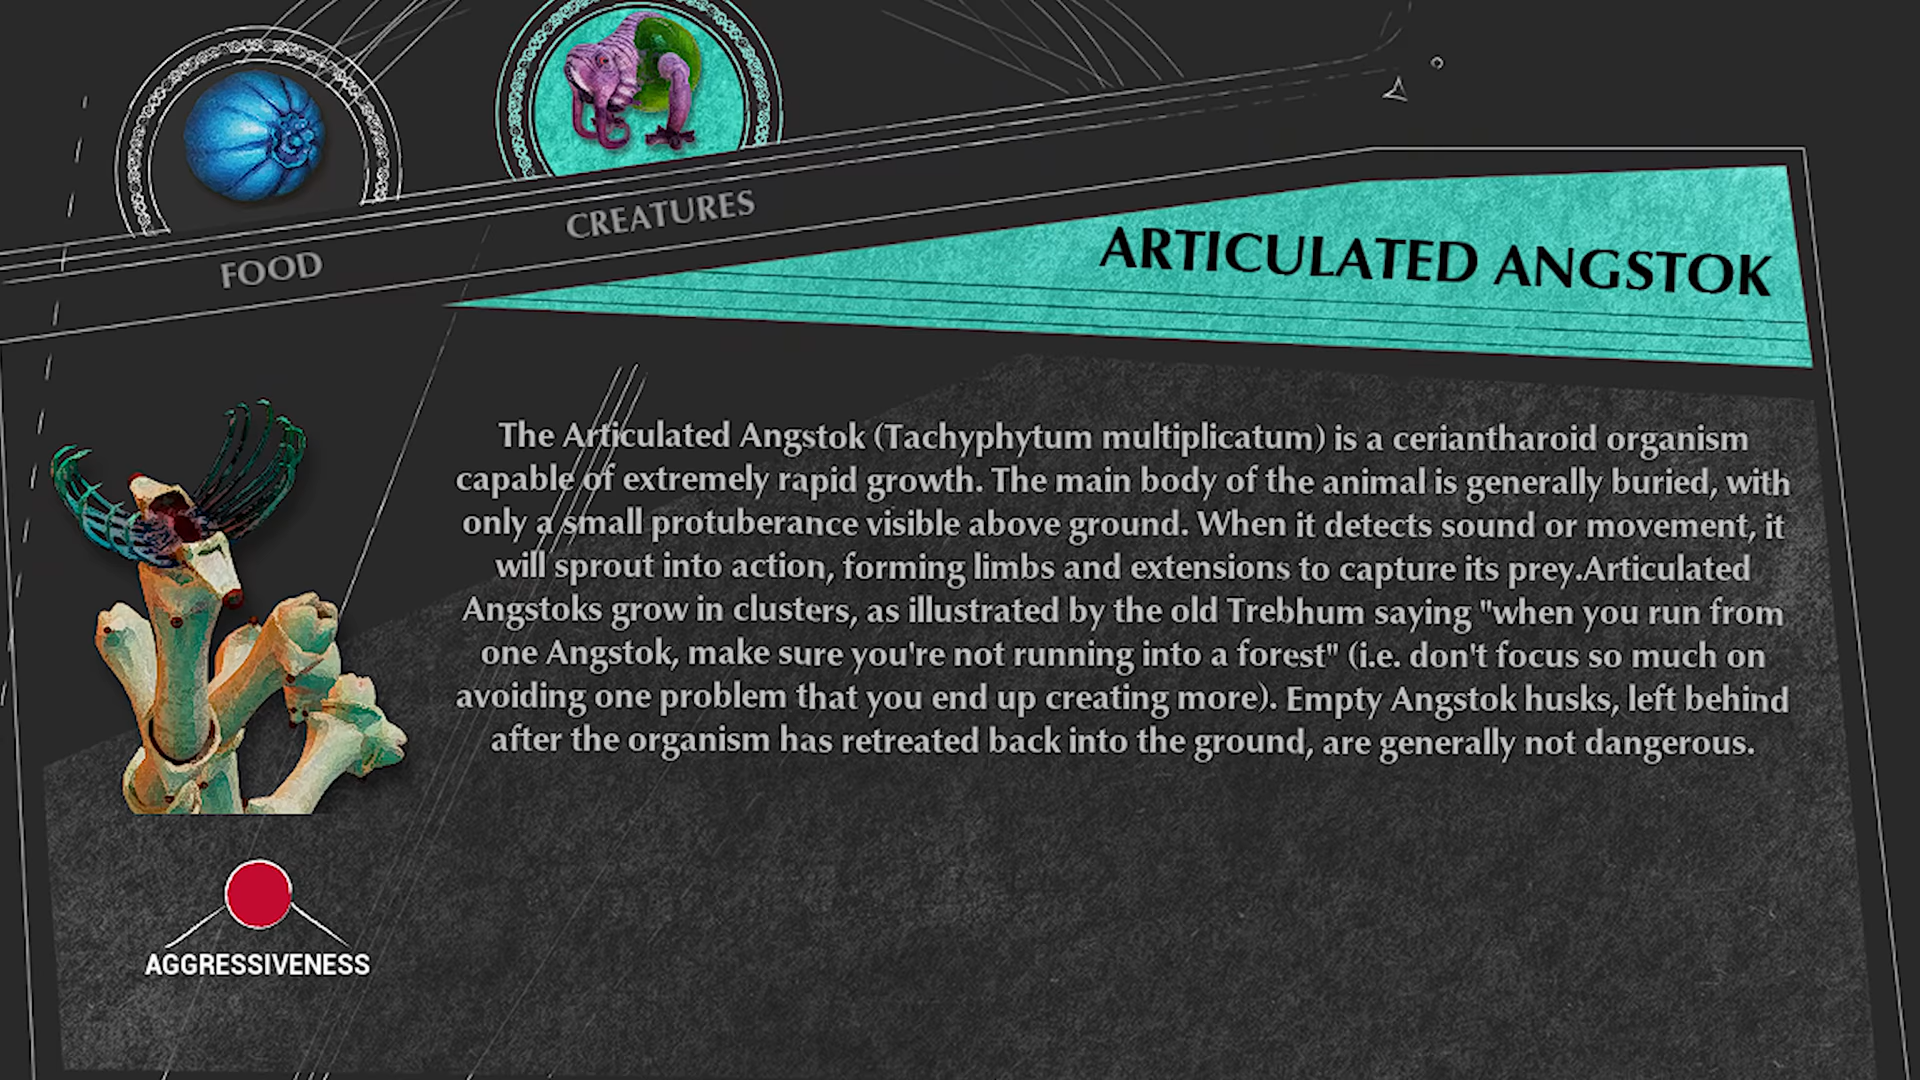 FOOD
CREATURES
ARTICULATED ANGSTOK
The Articulated Angstok (Tachyphytum multiplicatum) is a ceriantharoid organism
capable of extremely rapid growth. The main body of the animal is generally buried, with
only a small protuberance visible above ground. When it detects sound or movement, it
will sprout into action, forming limbs and extensions to capture its prey.Articulated
Angstoks grow in clusters, as illustrated by the old Trebhum saying "when you run from
one Angstok, make sure you're not running into a forest" (i.e. don't focus so much on
avoiding one problem that you end up creating more). Empty Angstok husks, left behind
after the organism has retreated back into the ground, are generally not dangerous.
AGGRESSIVENESS